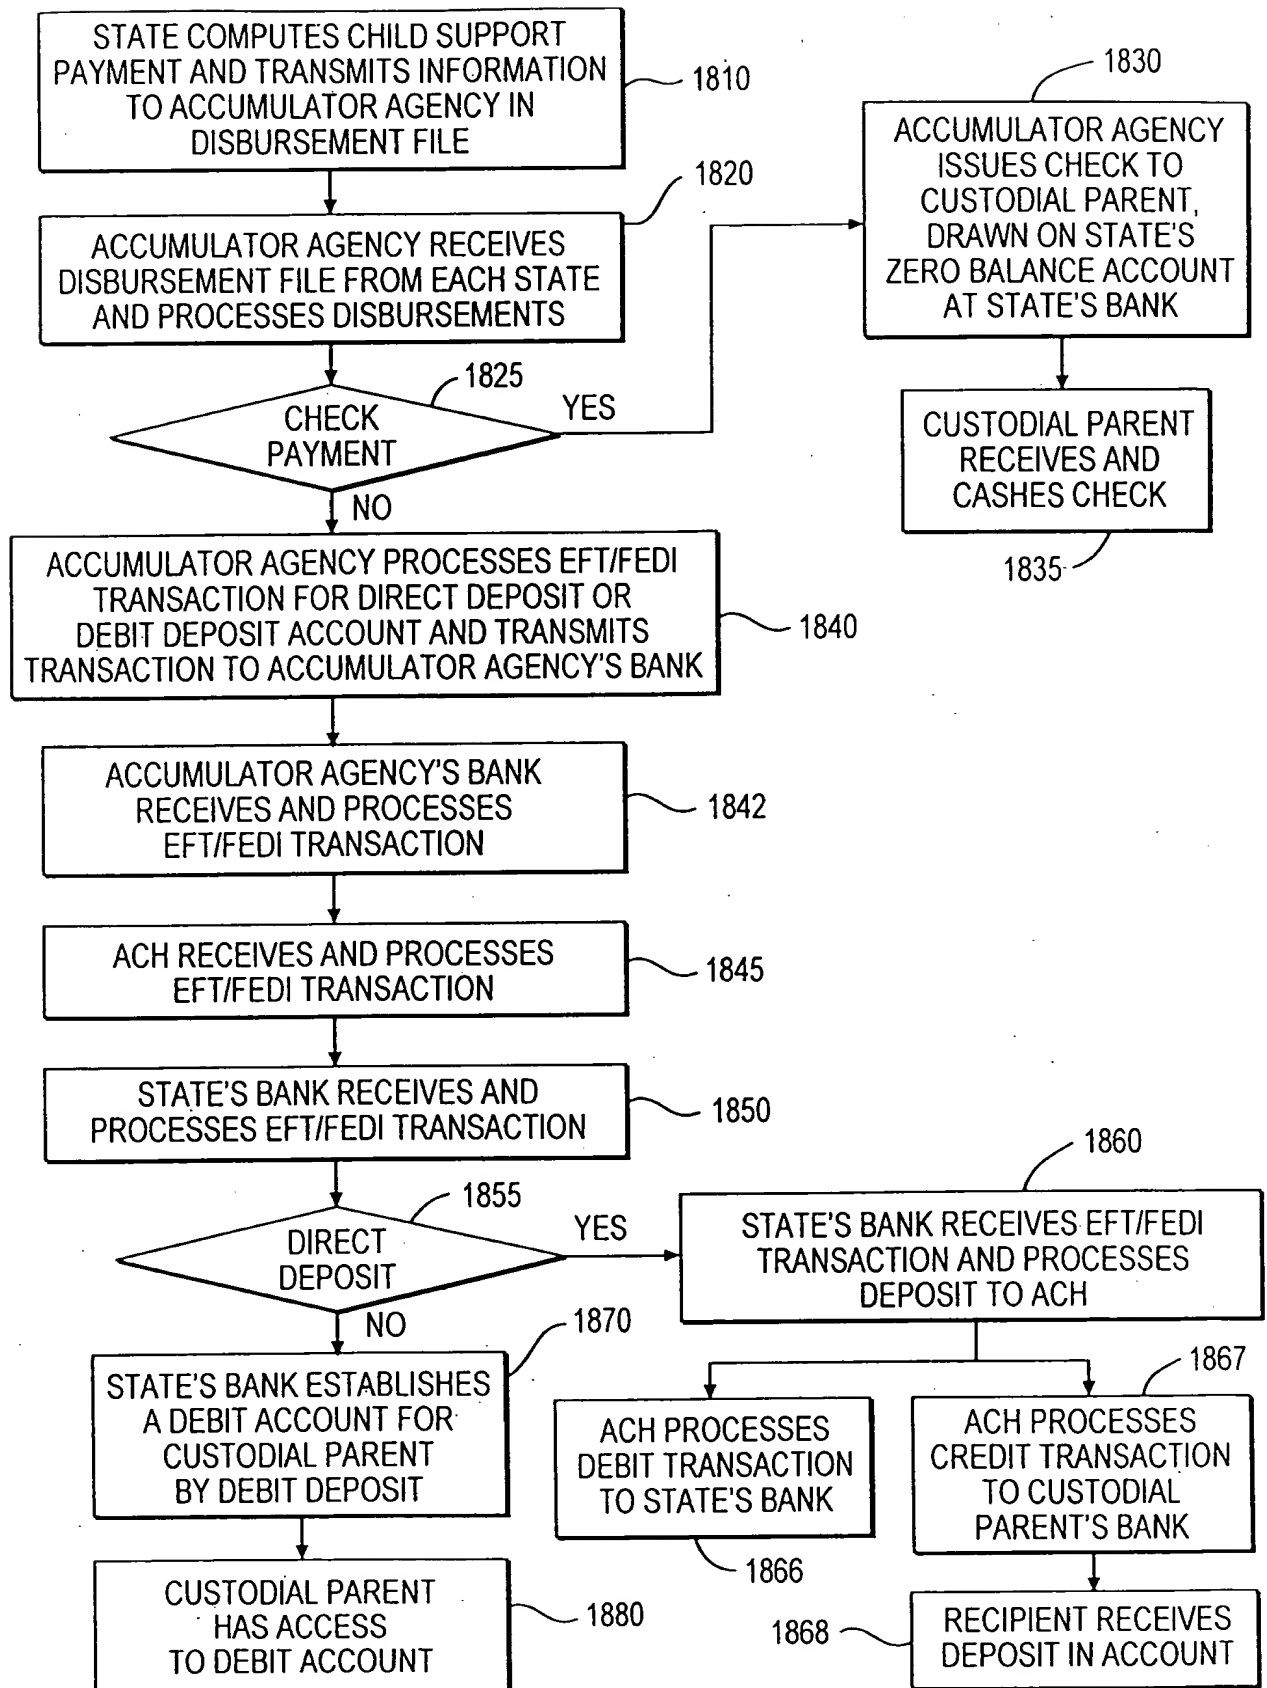 STATE COMPUTES CHILD SUPPORT
PAYMENT AND TRANSMITS INFORMATION
TO ACCUMULATOR AGENCY IN
DISBURSEMENT FILE
1810
ACCUMULATOR AGENCY RECEIVES
DISBURSEMENT FILE FROM EACH STATE
AND PROCESSES DISBURSEMENTS
1820
CHECK
PAYMENT
1825
YES
NO
1830
ACCUMULATOR AGENCY
ISSUES CHECK TO
CUSTODIAL PARENT,
DRAWN ON STATE'S
ZERO BALANCE ACCOUNT
AT STATE'S BANK
CUSTODIAL PARENT
RECEIVES AND
CASHES CHECK
1835
ACCUMULATOR AGENCY PROCESSES EFT/FEDI
TRANSACTION FOR DIRECT DEPOSIT OR
DEBIT DEPOSIT ACCOUNT AND TRANSMITS
TRANSACTION TO ACCUMULATOR AGENCY'S BANK
1840
ACCUMULATOR AGENCY'S BANK
RECEIVES AND PROCESSES
EFT/FEDI TRANSACTION
1842
ACH RECEIVES AND PROCESSES
EFT/FEDI TRANSACTION
1845
STATE'S BANK RECEIVES AND
PROCESSES EFT/FEDI TRANSACTION
1850
DIRECT
DEPOSIT
1855
YES
NO
1860
STATE'S BANK RECEIVES EFT/FEDI
TRANSACTION AND PROCESSES
DEPOSIT TO ACH
1870
STATE'S BANK ESTABLISHES
A DEBIT ACCOUNT FOR
CUSTODIAL PARENT
BY DEBIT DEPOSIT
ACH PROCESSES
DEBIT TRANSACTION
TO STATE'S BANK
1866
1867
ACH PROCESSES
CREDIT TRANSACTION
TO CUSTODIAL
PARENT'S BANK
CUSTODIAL PARENT
HAS ACCESS
TO DEBIT ACCOUNT
1880
1868
RECIPIENT RECEIVES
DEPOSIT IN ACCOUNT